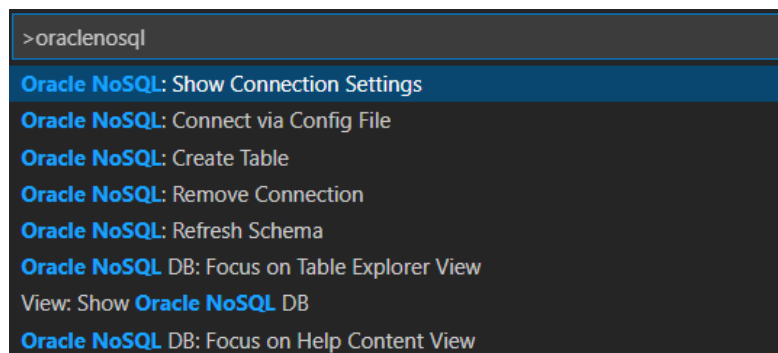 >oraclenosql
Oracle NoSQL: Show Connection Settings
Oracle NoSQL: Connect via Config File
Oracle NoSQL: Create Table
Oracle NoSQL: Remove Connection
Oracle NoSQL: Refresh Schema
Oracle NoSQL DB: Focus on Table Explorer View
View: Show Oracle NoSQL DB
Oracle NoSQL DB: Focus on Help Content View